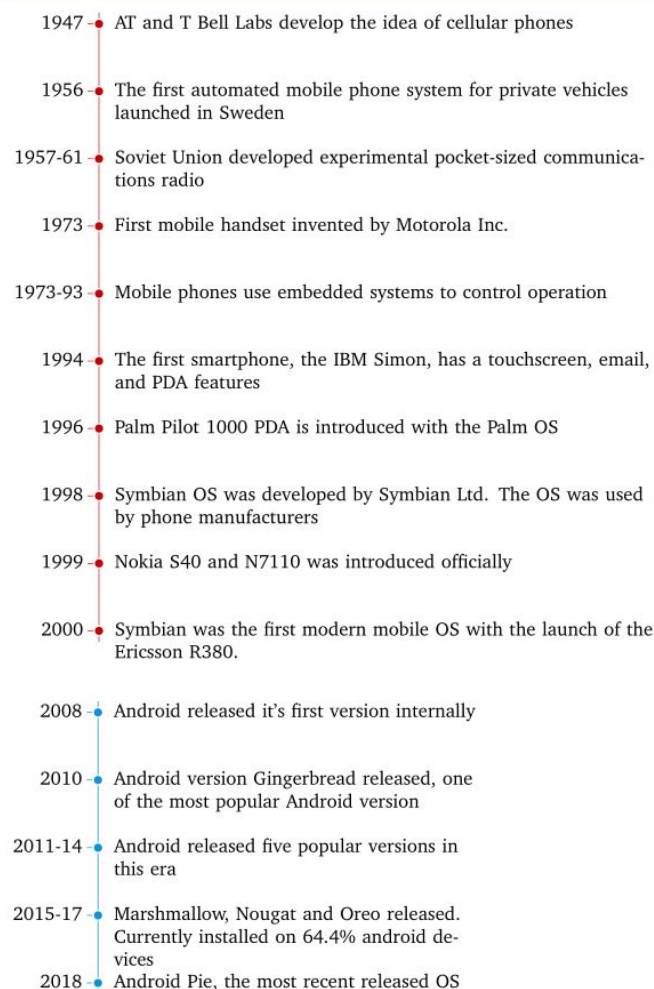 1947 AT and T Bell Labs develop the idea of cellular phones
1956 The first automated mobile phone system for private vehicles
launched in Sweden
1957-61 Soviet Union developed experimental pocket-sized communica-
tions radio
1973 First mobile handset invented by Motorola Inc.
1973-93 Mobile phones use embedded systems to control operation
1994 The first smartphone, the IBM Simon, has a touchscreen, email,
and PDA features
1996 Palm Pilot 1000 PDA is introduced with the Palm OS
1998 Symbian OS was developed by Symbian Ltd. The OS was used
by phone manufacturers
1999 Nokia S40 and N7110 was introduced officially
2000 Symbian was the first modern mobile OS with the launch of the
Ericsson R380.
2008 Android released it's first version internally
2010 Android version Gingerbread released, one
of the most popular Android version
2011-14 Android released five popular versions in
this era
2015-17 Marshmallow, Nougat and Oreo released.
Currently installed on 64.4% android de-
vices
2018 Android Pie, the most recent released OS